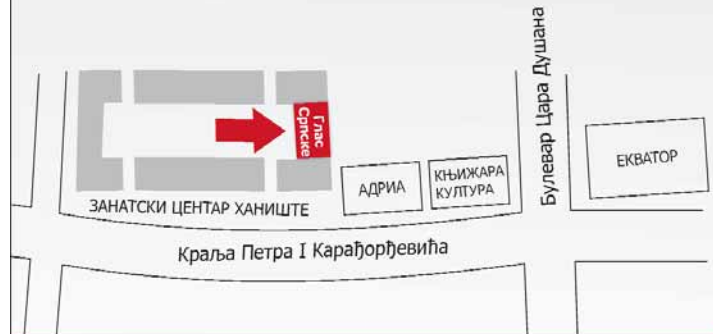 Булевар Цара Душана
Глас
Српске
ЕКВАТОР
АДРИА
КЊИЖАРА
КУЛТУРА
ЗАНАТСКИ ЦЕНТАР ХАНИШТЕ
Краља Петра I Карађорђевића